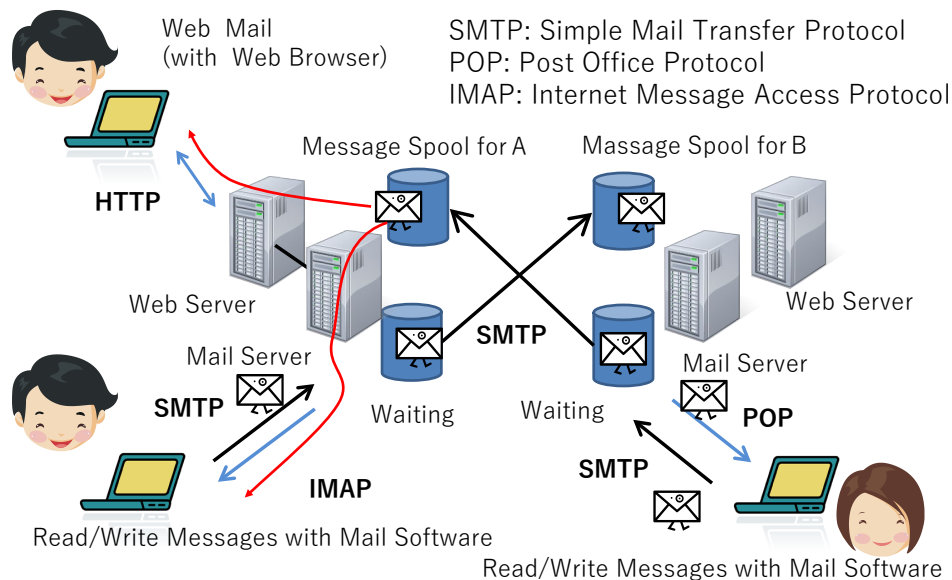 Web Mail
(with Web Browser)
SMTP: Simple Mail Transfer Protocol
POP: Post Office Protocol
IMAP: Internet Message Access Protocol
Message Spool for A
Massage Spool for B
HTTP
Web Server
Web Server
SMTP
Mail Server
Mail Server
SMTP
Waiting
Waiting
POP
SMTP
IMAP
Read/Write Messages with Mail Software
Read/Write Messages with Mail Software